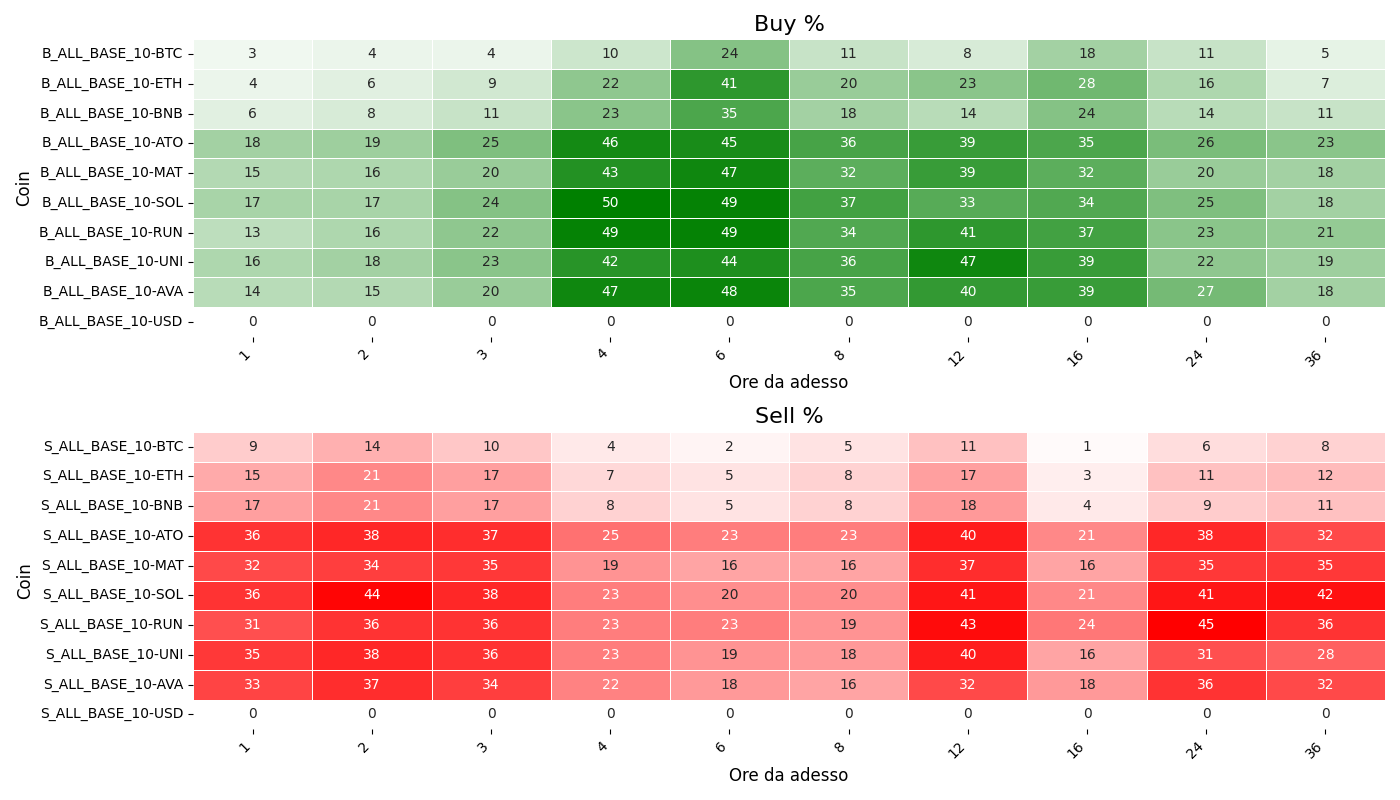 Buy %
Coin
B_ALL_BASE_10-BTC 3 4 4 10 24 11 8 18 11 5
B_ALL_BASE_10-ETH 4 6 9 22 41 20 23 28 16 7
B_ALL_BASE_10-BNB 6 8 11 23 35 18 14 24 14 11
B_ALL_BASE_10-ATO 18 19 25 46 45 36 39 35 26 23
B_ALL_BASE_10-MAT 15 16 20 43 47 32 39 32 20 18
B_ALL_BASE_10-SOL 17 17 24 50 49 37 33 34 25 18
B_ALL_BASE_10-RUN 13 16 22 49 49 34 41 37 23 21
B_ALL_BASE_10-UNI 16 18 23 42 44 36 47 39 22 19
B_ALL_BASE_10-AVA 14 15 20 47 48 35 40 39 27 18
B_ALL_BASE_10-USD 0 0 0 0 0 0 0 0 0 0
1 2 3 4 6 8 12 16 24 36
Ore da adesso
Sell %
Coin
S_ALL_BASE_10-BTC 9 14 10 4 2 5 11 1 6 8
S_ALL_BASE_10-ETH 15 21 17 7 5 8 17 3 11 12
S_ALL_BASE_10-BNB 17 21 17 8 5 8 18 4 9 11
S_ALL_BASE_10-ATO 36 38 37 25 23 23 40 21 38 32
S_ALL_BASE_10-MAT 32 34 35 19 16 16 37 16 35 35
S_ALL_BASE_10-SOL 36 44 38 23 20 20 41 21 41 42
S_ALL_BASE_10-RUN 31 36 36 23 23 19 43 24 45 36
S_ALL_BASE_10-UNI 35 38 36 23 19 18 40 16 31 28
S_ALL_BASE_10-AVA 33 37 34 22 18 16 32 18 36 32
S_ALL_BASE_10-USD 0 0 0 0 0 0 0 0 0 0
1 2 3 4 6 8 12 16 24 36
Ore da adesso